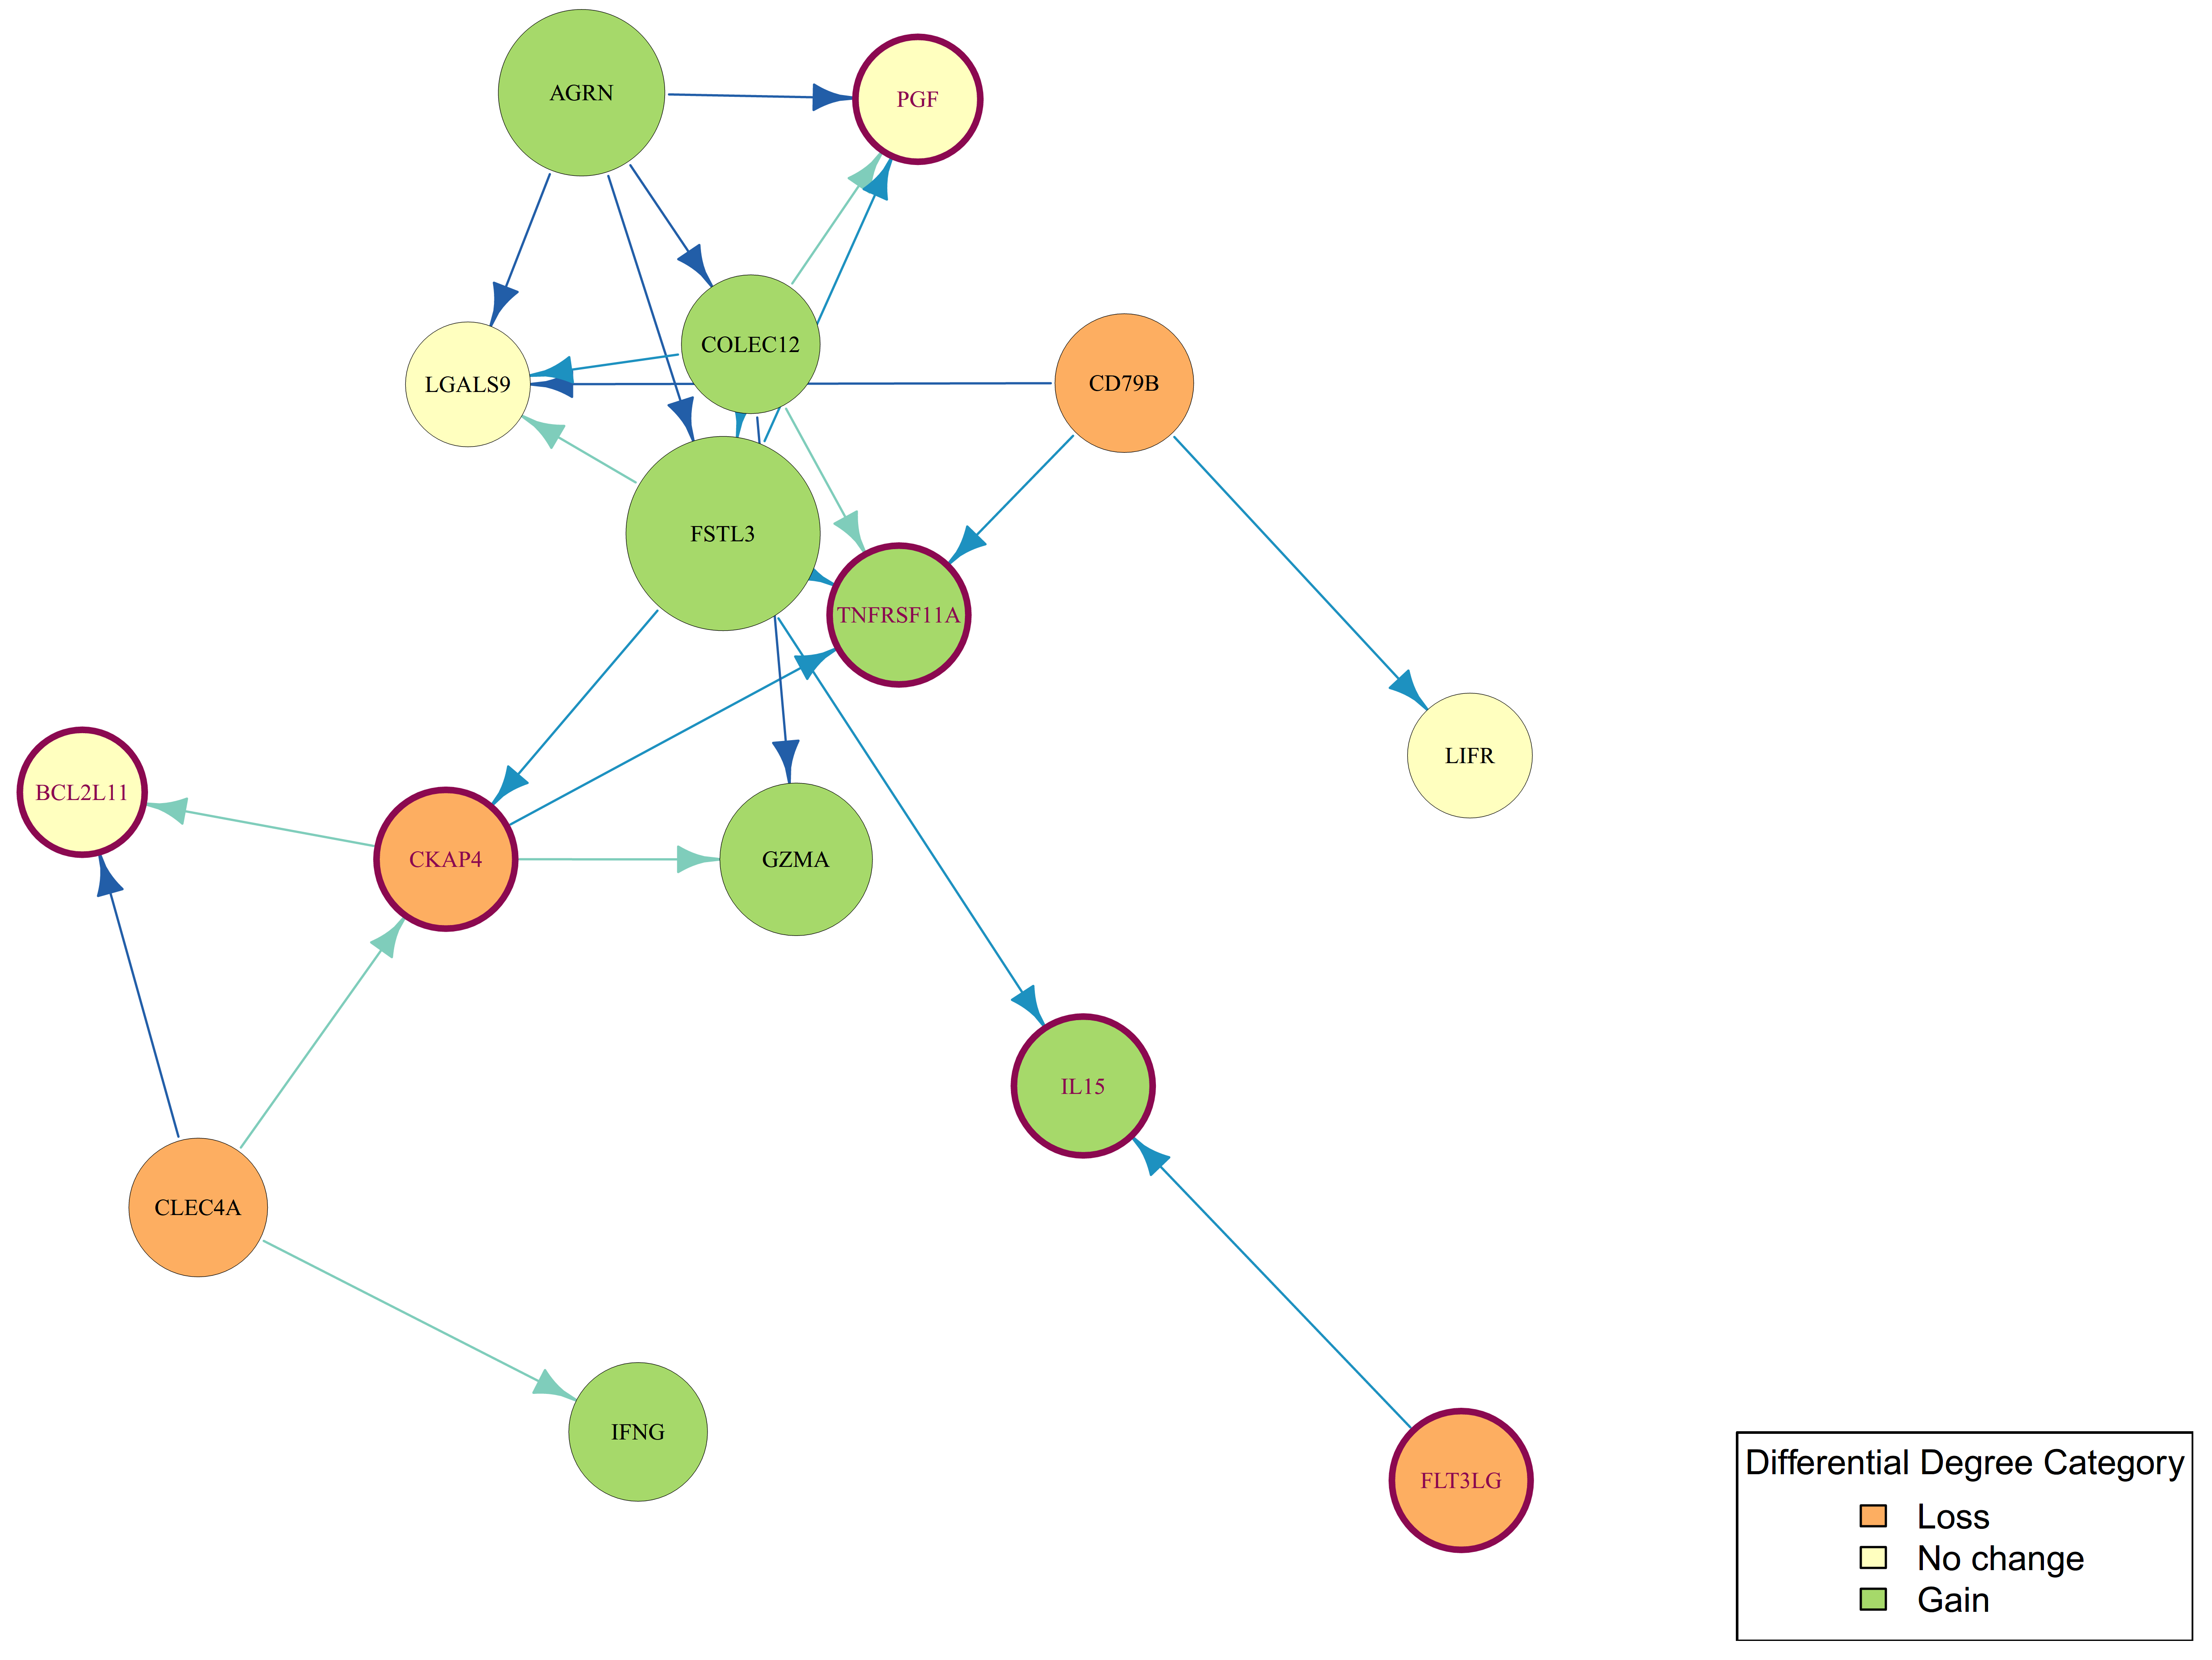 AGRN
PGF
COLEC12
LGALS9
CD79B
FSTL3
TNFRSF11A
LIFR
BCL2L11
CKAP4
GZMA
IL15
CLEC4A
IFNG
FLT3LG
Differential Degree Category
Loss
No change
Gain